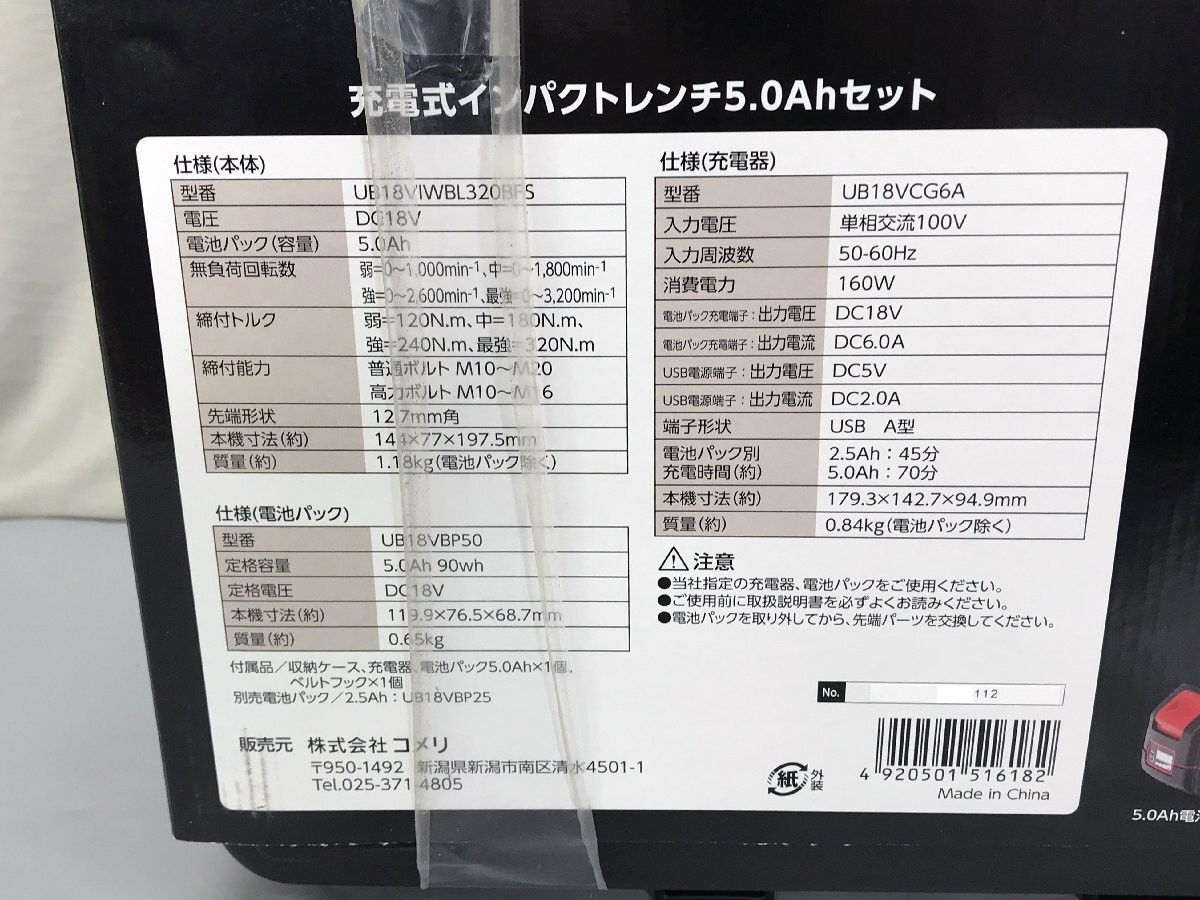 充電式インパクトレンチ5.0Ahセット
仕様(本体)
型番 UB18VIWBL320BFS
電圧 DC18V
電池パック(容量) 5.0Ah
無負荷回転数 弱=0～1,000min-1、中=0～1,800min-1
強=0～2,600min-1、最強=0～3,200min-1
締付トルク 弱=120N.m、中=180N.m、
強=240N.m、最強=320N.m
締付能力 普通ボルト M10～M20
高力ボルト M10～M16
先端形状 12.7mm角
本機寸法(約) 144×77×197.5mm
質量(約) 1.18kg(電池パック除く)
仕様(電池パック)
型番 UB18VBP50
定格容量 5.0Ah 90wh
定格電圧 DC18V
本機寸法(約) 119.9×76.5×68.7mm
質量(約) 0.65kg
付属品/収納ケース、充電器、電池パック5.0Ah×1個、
ベルトフック×1個
別売電池パック/2.5Ah:UB18VBP25
販売元 株式会社コメリ
〒950-1492 新潟県新潟市南区清水4501-1
Tel.025-371-4805
仕様(充電器)
型番 UB18VCG6A
入力電圧 単相交流100V
入力周波数 50-60Hz
消費電力 160W
電池パック充電端子:出力電圧 DC18V
電池パック充電端子:出力電流 DC6.0A
USB電源端子:出力電圧 DC5V
USB電源端子:出力電流 DC2.0A
端子形状 USB A型
電池パック別 2.5Ah:45分
充電時間(約) 5.0Ah:70分
本機寸法(約) 179.3×142.7×94.9mm
質量(約) 0.84kg(電池パック除く)
注意
●当社指定の充電器、電池パックをご使用ください。
●ご使用前に取扱説明書を必ずよくお読みください。
●電池パックを取り外してから、先端パーツを交換してください。
No. 112
紙 外装
4 920501 516182
Made in China
5.0Ah電池